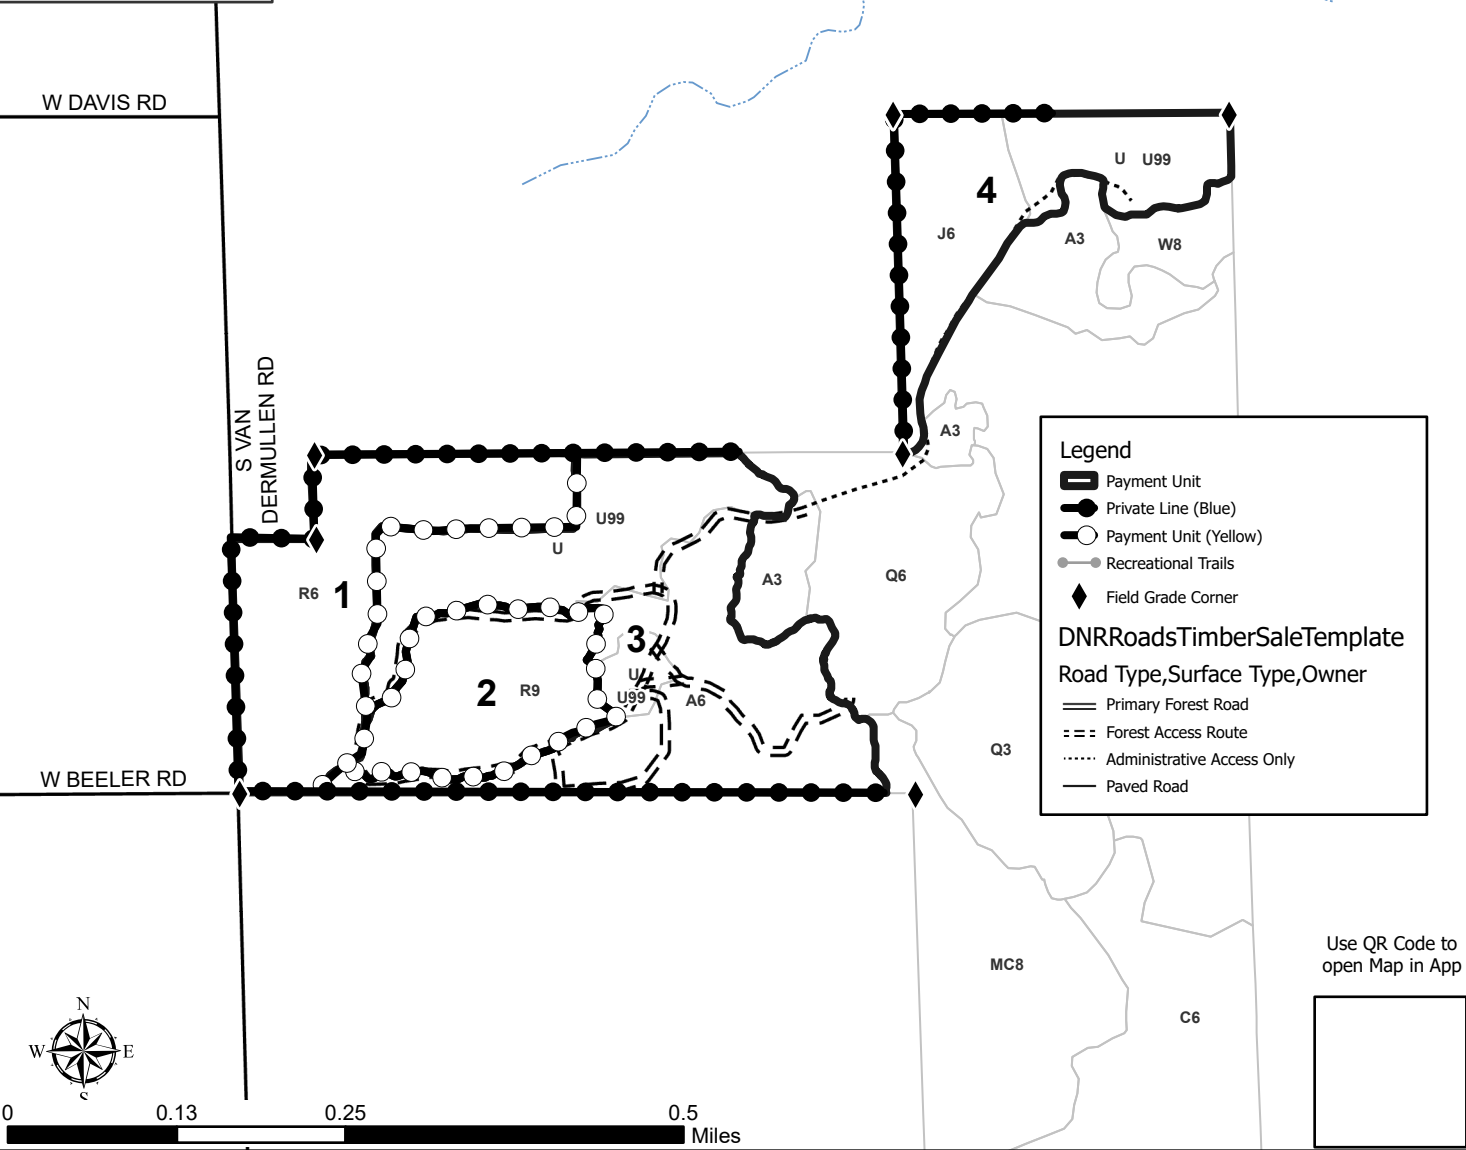 W DAVIS RD
U U99
4
J6
A3
W8
S VAN
DERMULLEN RD
A3
Legend
Payment Unit
Private Line (Blue)
Payment Unit (Yellow)
Recreational Trails
Field Grade Corner
DNRRoadsTimberSaleTemplate
Road Type,Surface Type,Owner
Primary Forest Road
Forest Access Route
Administrative Access Only
Paved Road
U99
U
R6
1
A3
Q6
3
U
U99
A6
2
R9
Q3
W BEELER RD
MC8
C6
Use QR Code to
open Map in App
N
W E
S
0 0.13 0.25 0.5
Miles